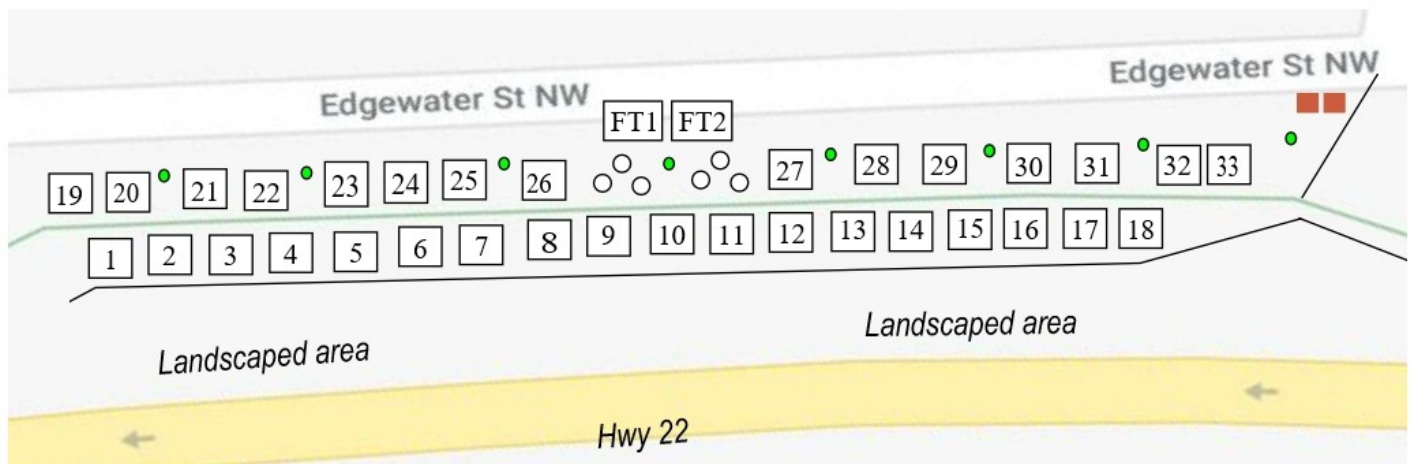 Edgewater St NW
Edgewater St NW
FT1 FT2
19 20 21 22 23 24 25 26 27 28 29 30 31 32 33
1 2 3 4 5 6 7 8 9 10 11 12 13 14 15 16 17 18
Landscaped area
Landscaped area
Hwy 22